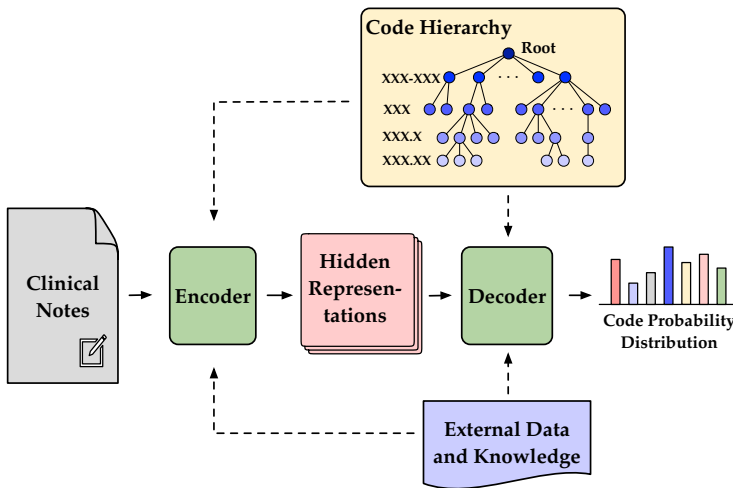 Code Hierarchy
Root
XXX-XXX
XXX
XXX.X
XXX.XX
Clinical
Notes
Encoder
Hidden
Represen-
tations
Decoder
Code Probability
Distribution
External Data
and Knowledge